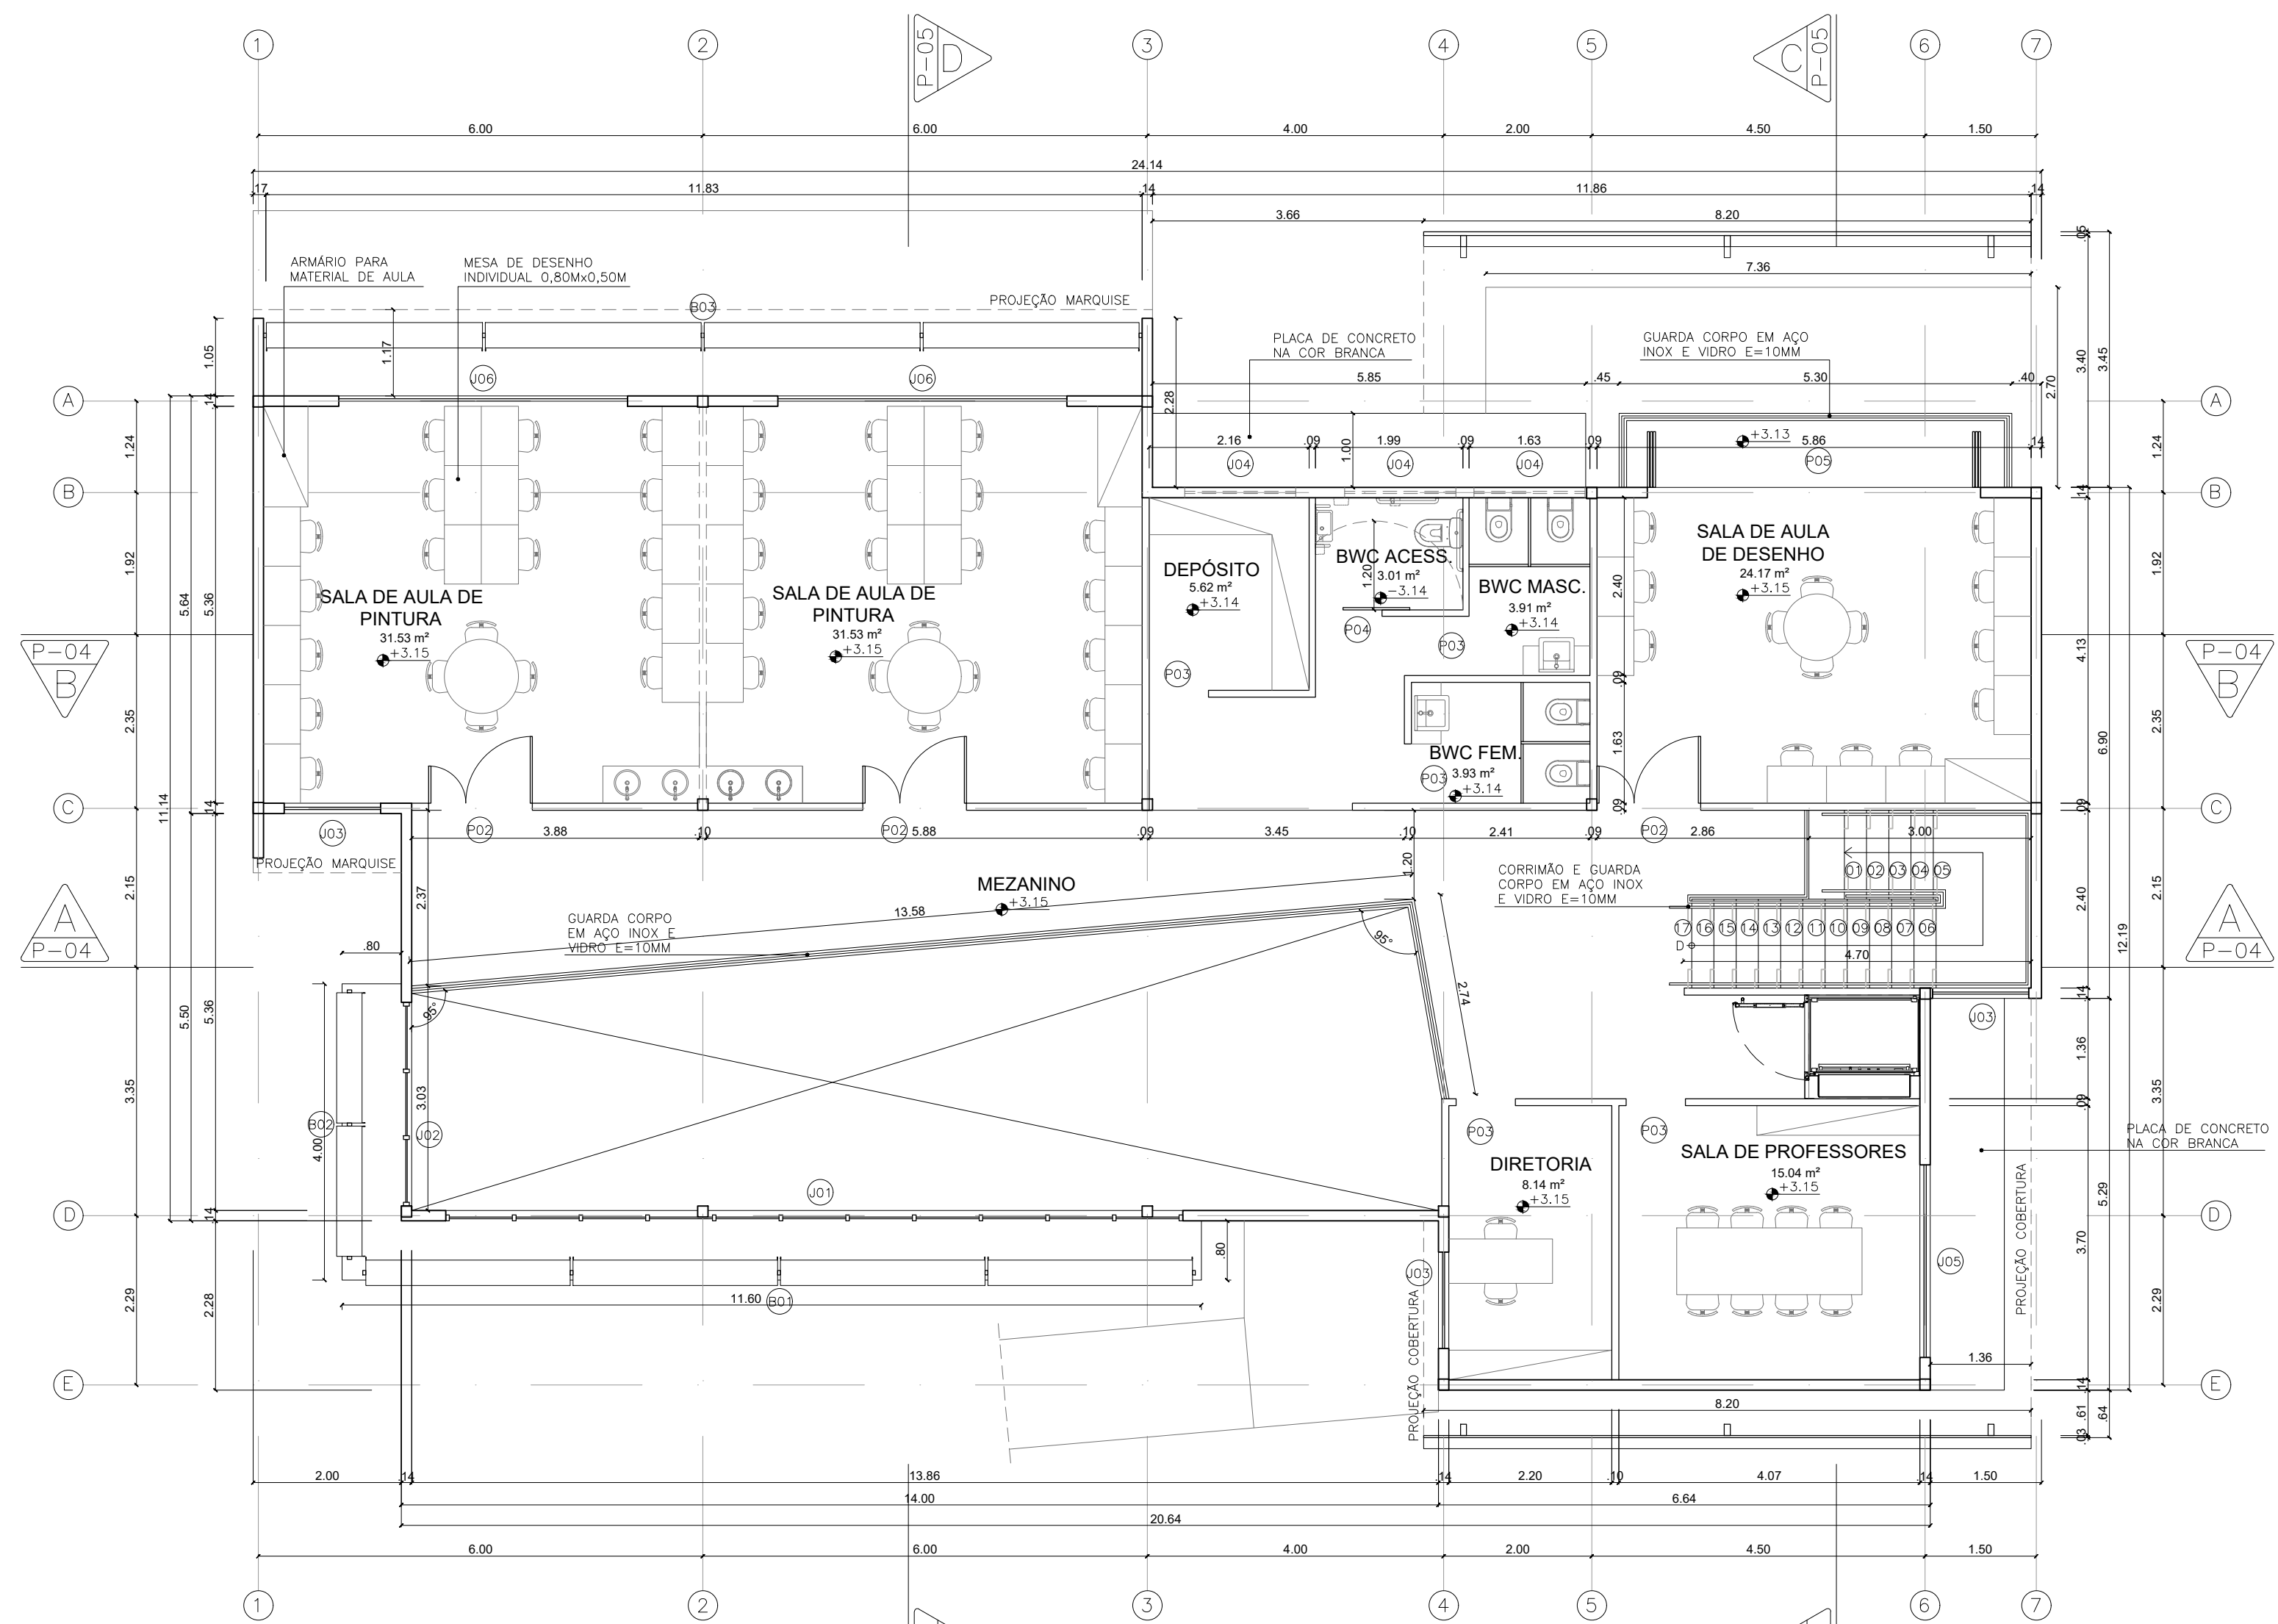 1
2
3
4
5
6
7
P-05
D
C
P-05
6.00
6.00
4.00
2.00
4.50
1.50
24.14
.17
11.83
.14
11.86
.14
3.66
8.20
.05
ARMÁRIO PARA
MATERIAL DE AULA
MESA DE DESENHO
INDIVIDUAL 0,80Mx0,50M
7.36
B03
PROJEÇÃO MARQUISE
PLACA DE CONCRETO
NA COR BRANCA
GUARDA CORPO EM AÇO
INOX E VIDRO E=10MM
1.05
1.17
3.40
3.45
2.70
J06
J06
5.85
.45
5.30
.40
A
A
.14
2.28
1.24
1.24
2.16
.09
1.99
.09
1.63
.09
+3.13
5.86
.14
1.00
J04
J04
J04
P05
B
B
.14
SALA DE AULA
DE DESENHO
24.17 m²
+3.15
1.92
5.64
5.36
1.92
DEPÓSITO
5.62 m²
+3.14
BWC ACESS.
3.01 m²
−3.14
1.20
BWC MASC.
3.91 m²
+3.14
2.40
SALA DE AULA DE
PINTURA
31.53 m²
+3.15
SALA DE AULA DE
PINTURA
31.53 m²
+3.15
P04
P03
P03
4.13
P-04
B
P-04
B
.09
2.35
2.35
6.90
1.63
BWC FEM.
3.93 m²
+3.14
P03
C
C
11.14
.14
.09
.09
J03
P02
3.88
.10
P02
5.88
.09
3.45
.10
2.41
.09
P02
2.86
3.00
PROJEÇÃO MARQUISE
1.20
CORRIMÃO E GUARDA
CORPO EM AÇO INOX
E VIDRO E=10MM
01
02
03
04
05
MEZANINO
+3.15
2.15
2.37
13.58
2.40
2.15
GUARDA CORPO
EM AÇO INOX E
VIDRO E=10MM
17
16
15
14
13
12
11
10
09
08
07
06
D
4.70
A
P-04
A
P-04
.80
95°
95°
12.19
2.74
.14
5.50
5.36
J03
1.36
3.35
3.03
.09
3.35
B02
4.00
J02
P03
P03
PLACA DE CONCRETO
NA COR BRANCA
DIRETORIA
8.14 m²
+3.15
SALA DE PROFESSORES
15.04 m²
+3.15
J01
5.29
D
D
.14
PROJEÇÃO COBERTURA
3.70
.80
J03
J05
2.29
2.28
2.29
11.60
B01
PROJEÇÃO COBERTURA
1.36
E
E
.14
8.20
.61
.64
.03
2.00
.14
13.86
.14
2.20
.10
4.07
.14
1.50
14.00
6.64
20.64
6.00
6.00
4.00
2.00
4.50
1.50
1
2
3
4
5
6
7